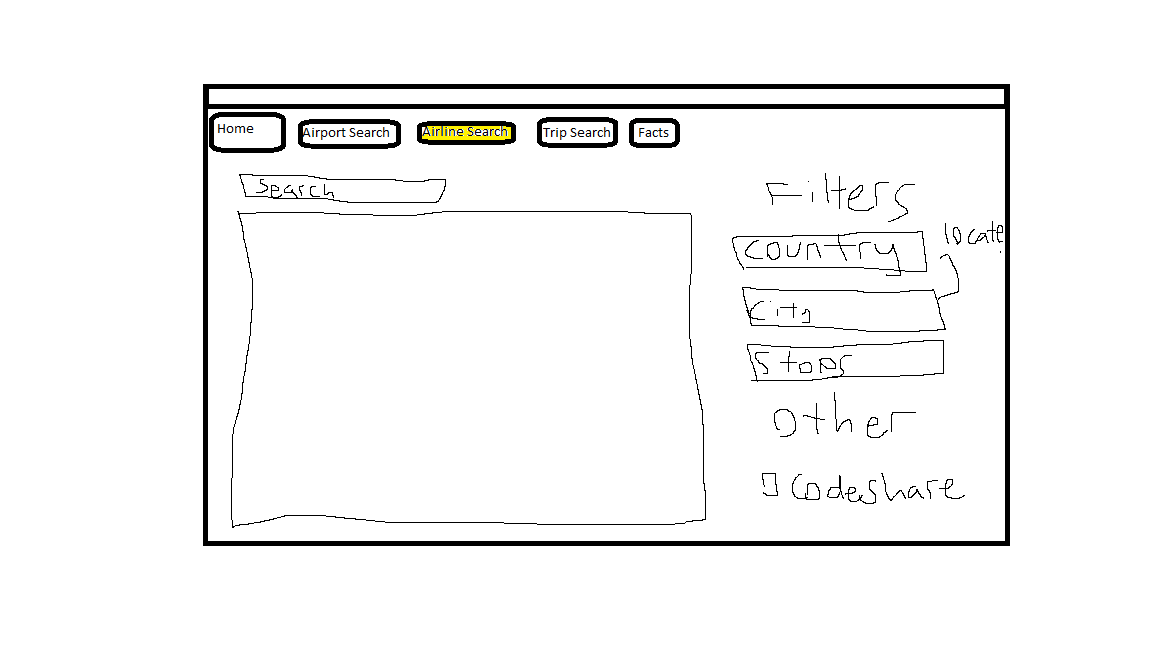 Home
Airport Search
Airline Search
Trip Search
Facts
Search
Filters
country
locate
City
Stops
Other
Codeshare